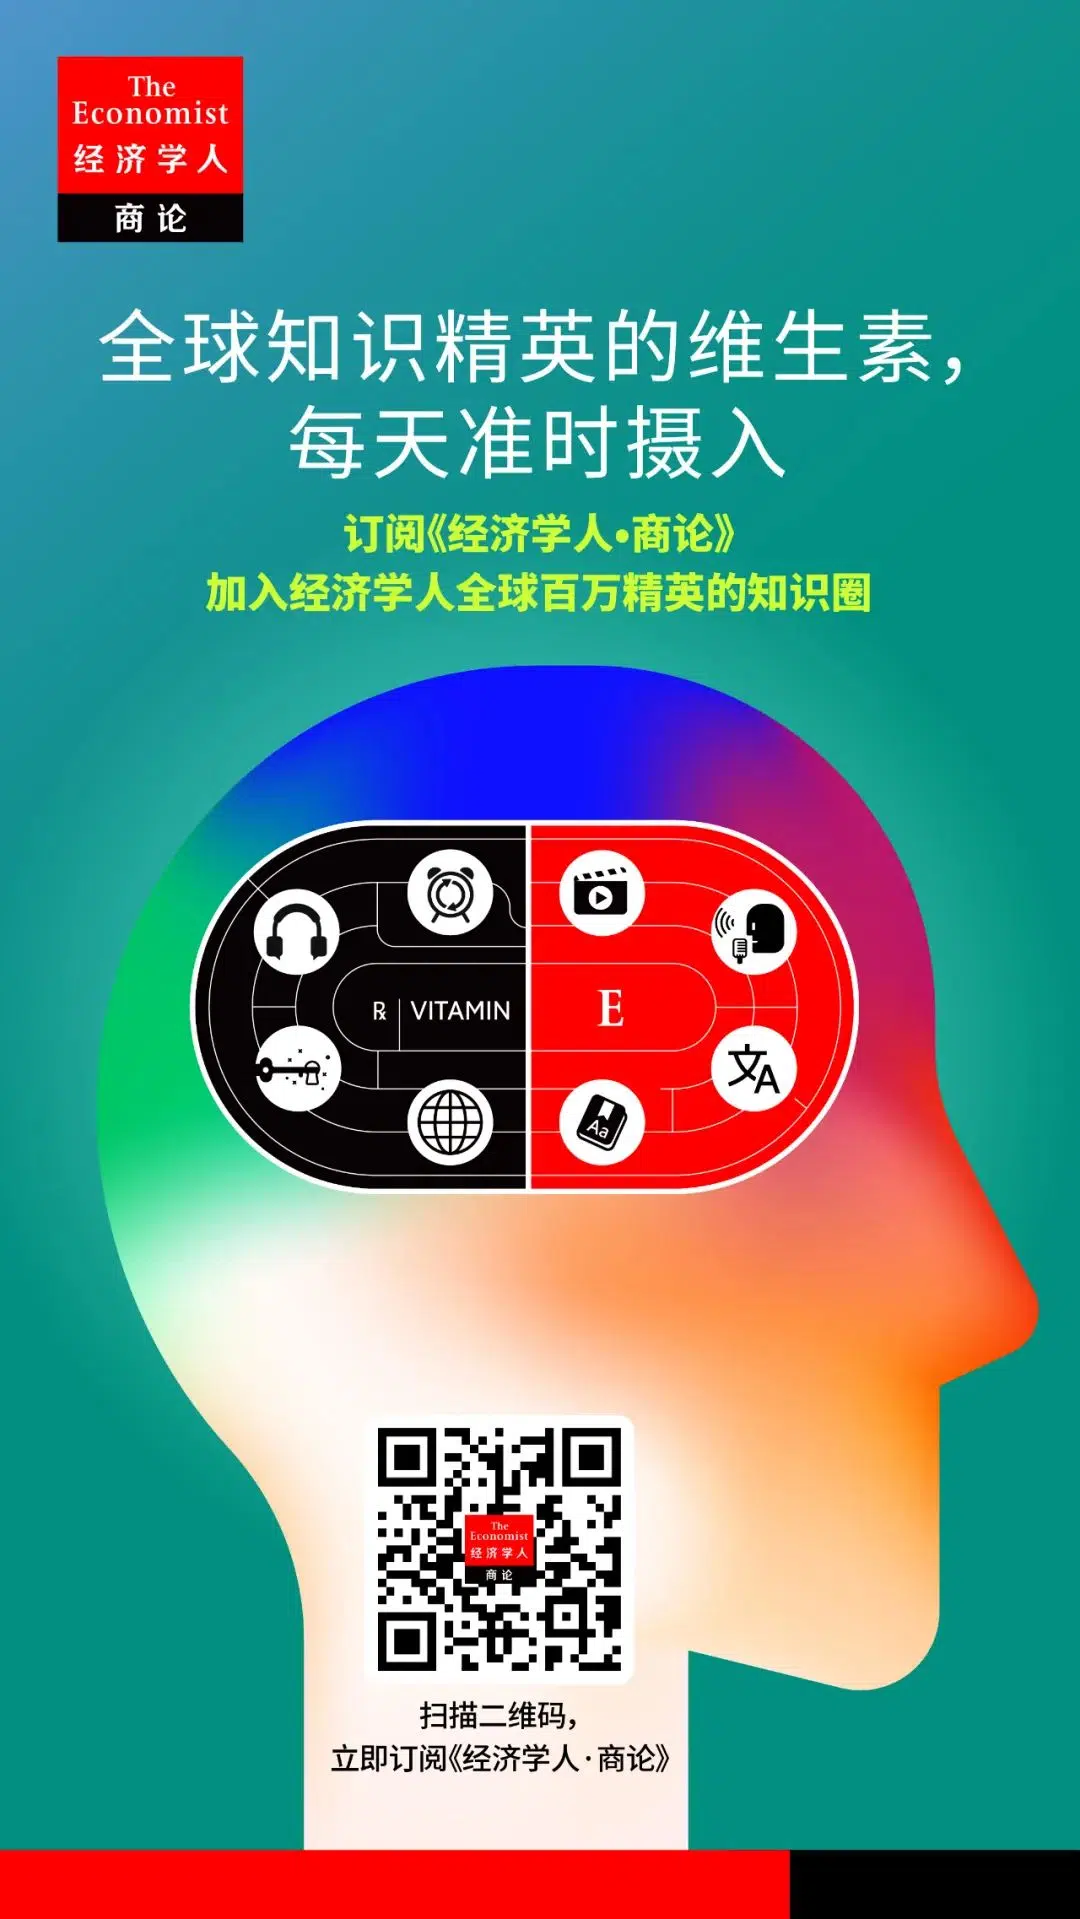 The
Economist
经济学人
商论
全球知识精英的维生素，
每天准时摄入
订阅《经济学人•商论》
加入经济学人全球百万精英的知识圈
℞ VITAMIN E
文A
Aa
The
Economist
经济学人
商论
扫描二维码，
立即订阅《经济学人·商论》